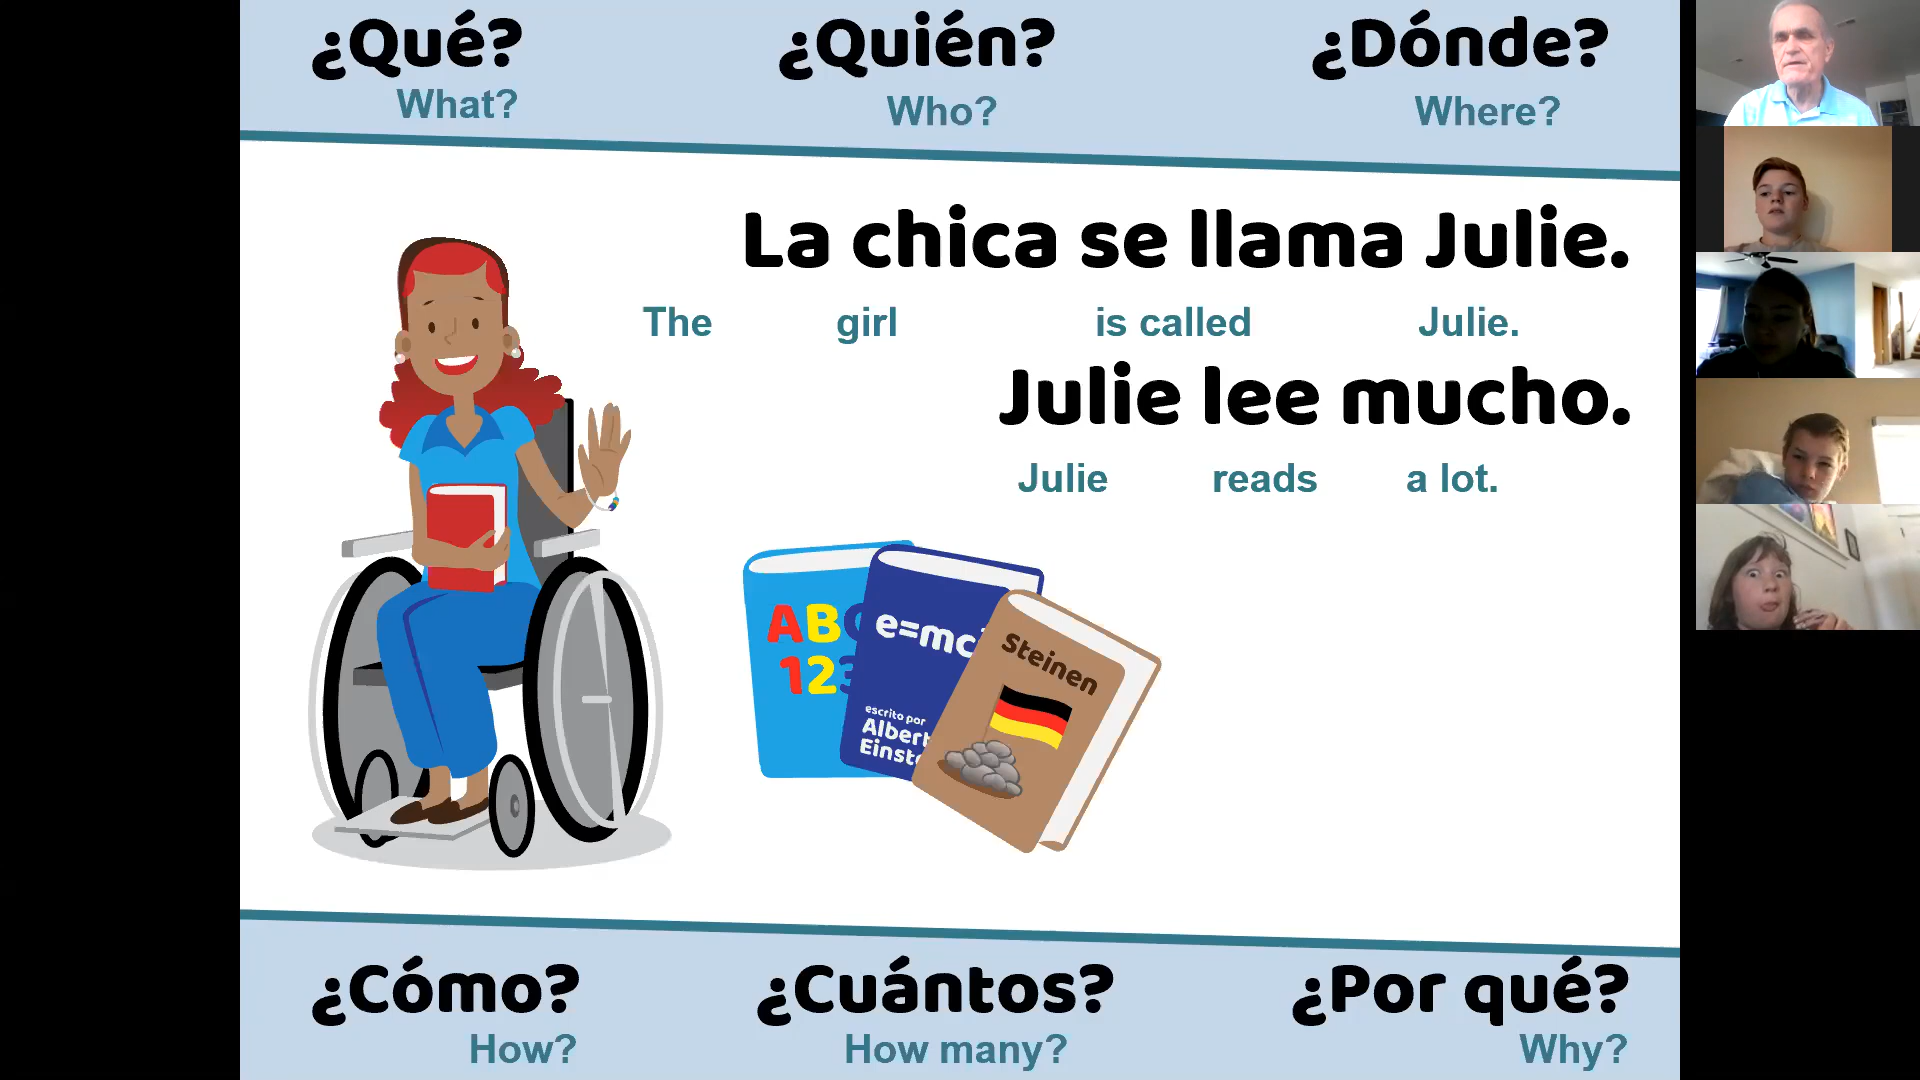 ¿Qué? ¿Quién? ¿Dónde?
What? Who? Where?
La chica se llama Julie.
The girl is called Julie.
Julie lee mucho.
Julie reads a lot.
ABC
123
e=mc
escrito por
Albert
Einst
Steinen
¿Cómo? ¿Cuántos? ¿Por qué?
How? How many? Why?